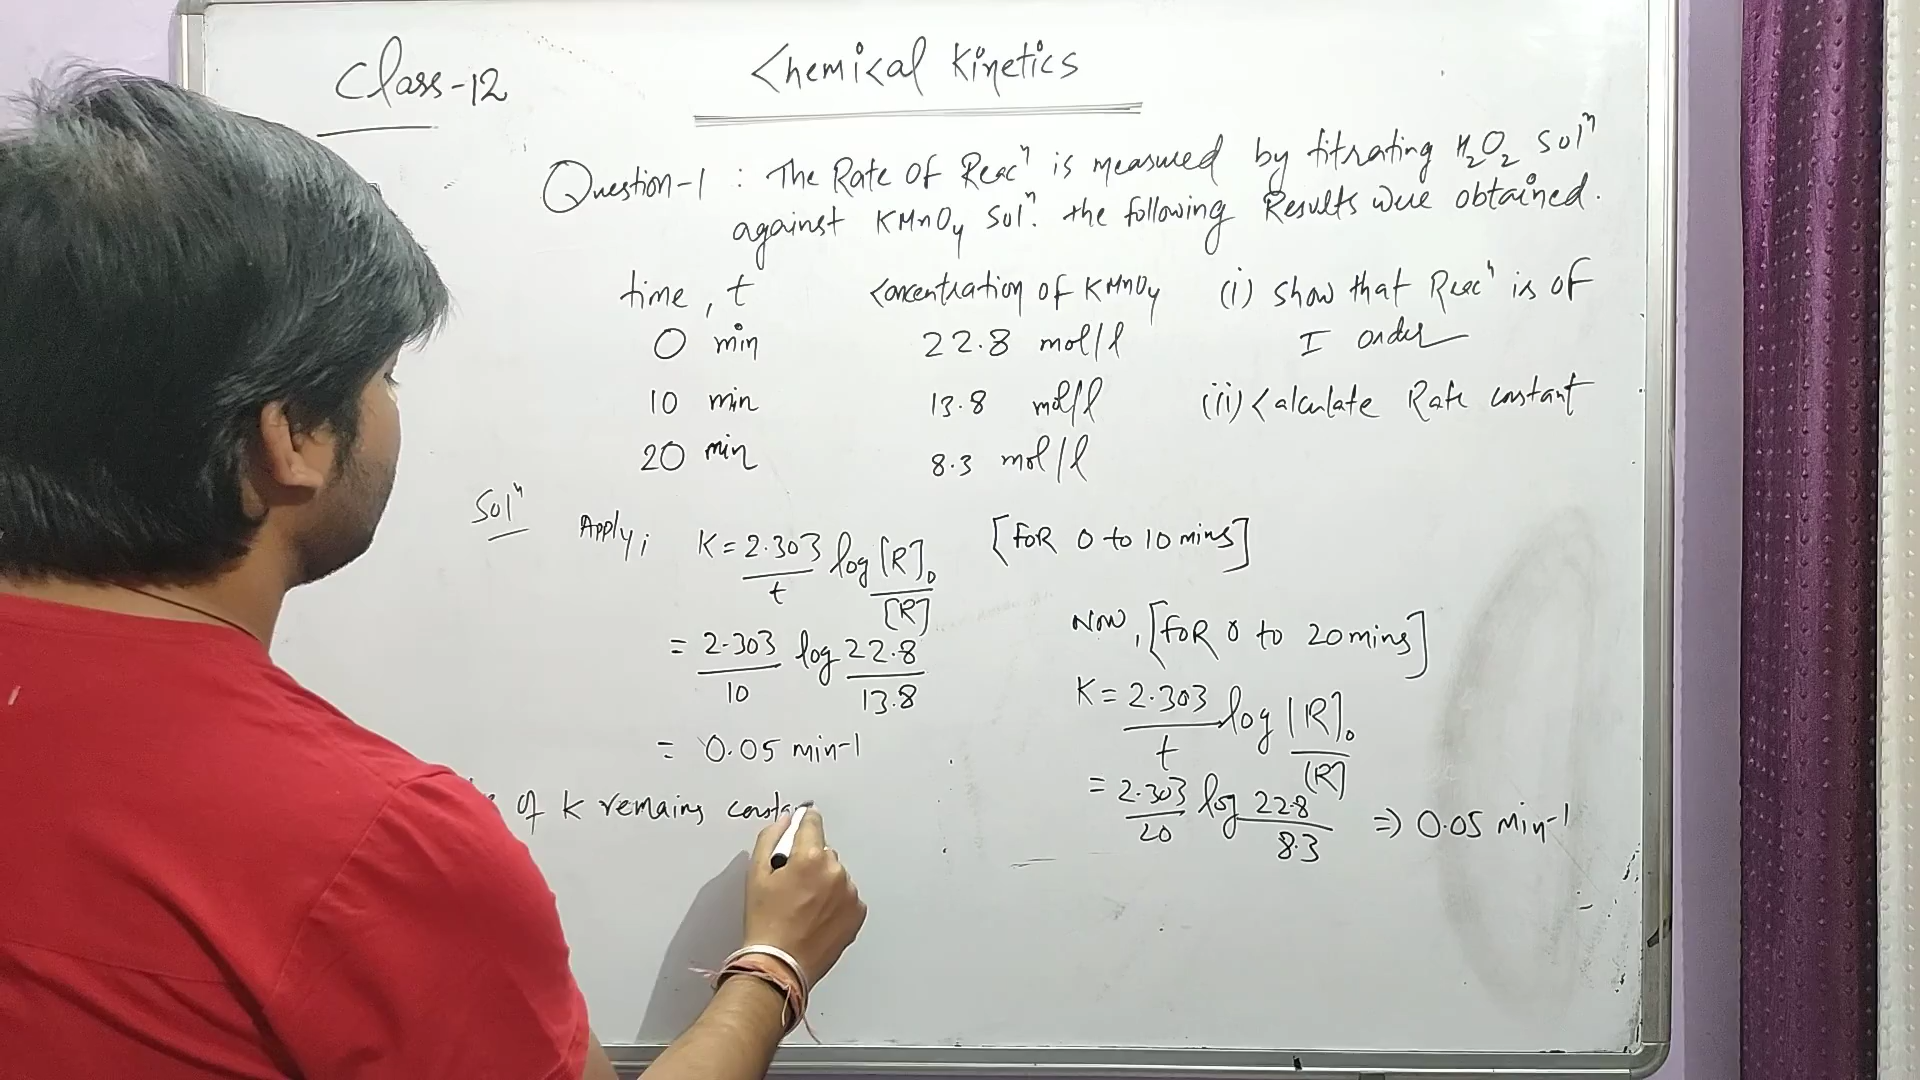 Class-12
Chemical Kinetics
Question-1 : The Rate of Reacⁿ is measured by titrating H₂O₂ Solⁿ
against KMnO₄ Solⁿ. the following Results were obtained.
time, t concentration of KMnO₄ (i) show that Reacⁿ is of
0 min 22.8 mol/l I order
10 min 13.8 mol/l (ii) Calculate Rate constant
20 min 8.3 mol/l
Solⁿ
Apply; K = 2.303/t log [R]₀/[R] [FOR 0 to 10 mins]
= 2.303/10 log 22.8/13.8
= 0.05 min-1
of K remains
Now, [FOR 0 to 20 mins]
K = 2.303/t log [R]₀/[R]
= 2.303/20 log 22.8/8.3 ⇒ 0.05 min-1